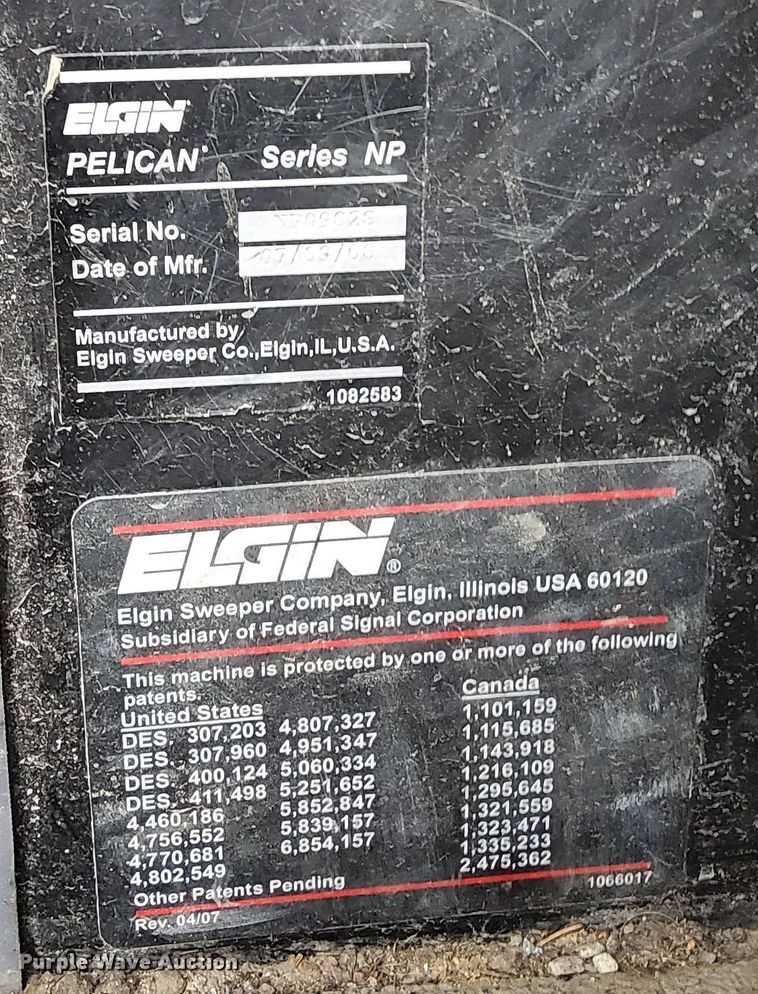 ELGIN
PELICAN® Series NP
Serial No.
Date of Mfr.
Manufactured by
Elgin Sweeper Co.,Elgin,IL,U.S.A.
1082583
ELGIN®
Elgin Sweeper Company, Elgin, Illinois USA 60120
Subsidiary of Federal Signal Corporation
This machine is protected by one or more of the following
patents.
United States Canada
DES. 307,203 4,807,327 1,101,159
DES. 307,960 4,951,347 1,115,685
DES. 400,124 5,060,334 1,143,918
DES. 411,498 5,251,652 1,216,109
4,460,186 5,852,847 1,295,645
4,756,552 5,839,157 1,321,559
4,770,681 6,854,157 1,323,471
4,802,549 1,335,233
2,475,362
Other Patents Pending 1066017
Rev. 04/07
Purple Wave Auction